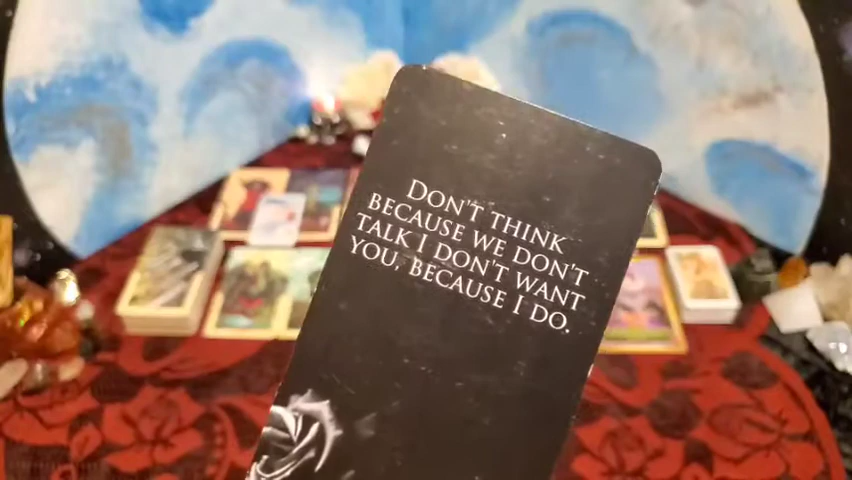 Don't think
because we don't
talk I don't want
you, because I do.